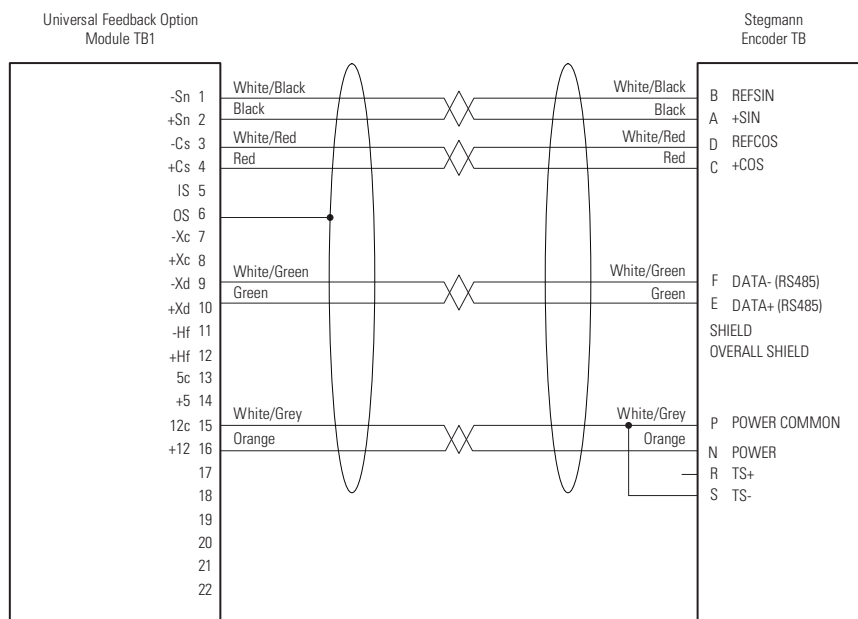 Universal Feedback Option
Module TB1
Stegmann
Encoder TB
-Sn 1 White/Black White/Black B REFSIN
+Sn 2 Black Black A +SIN
-Cs 3 White/Red White/Red D REFCOS
+Cs 4 Red Red C +COS
IS 5
OS 6
-Xc 7
+Xc 8
-Xd 9 White/Green White/Green F DATA- (RS485)
+Xd 10 Green Green E DATA+ (RS485)
-Hf 11 SHIELD
+Hf 12 OVERALL SHIELD
5c 13
+5 14
12c 15 White/Grey White/Grey P POWER COMMON
+12 16 Orange Orange N POWER
17 R TS+
18 S TS-
19
20
21
22